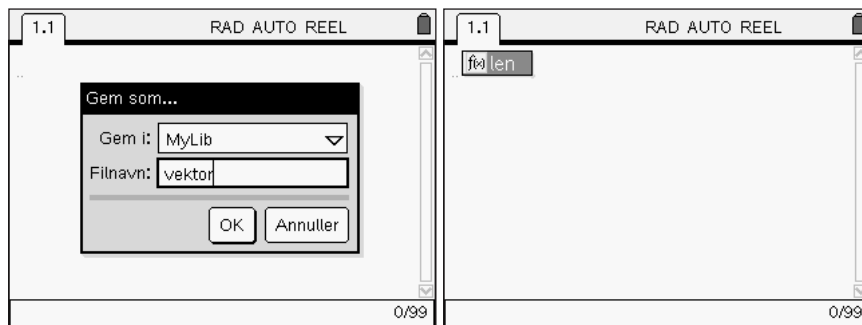 1.1 RAD AUTO REEL
Gem som...
Gem i: MyLib
Filnavn: vektor
OK Annuller
0/99
1.1 RAD AUTO REEL
f(x) len
0/99